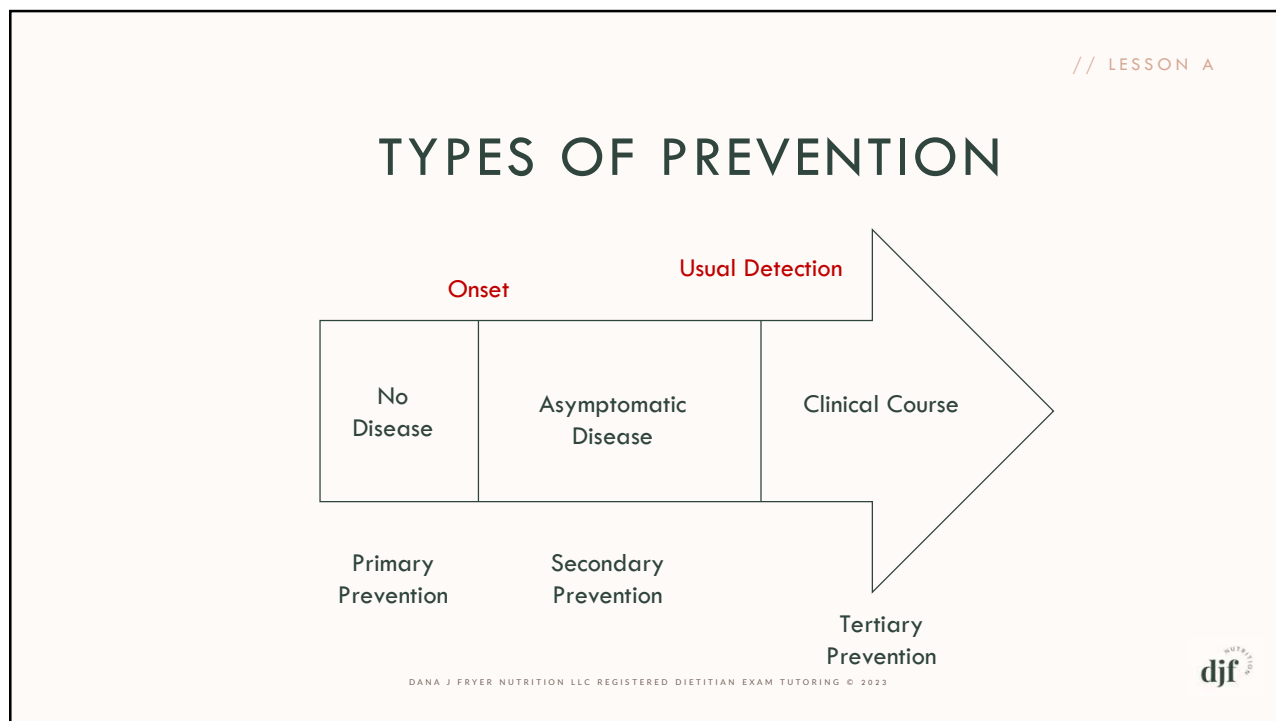 // LESSON A
TYPES OF PREVENTION
Onset
Usual Detection
No
Disease
Asymptomatic
Disease
Clinical Course
Primary
Prevention
Secondary
Prevention
Tertiary
Prevention
DANA J FRYER NUTRITION LLC REGISTERED DIETITIAN EXAM TUTORING © 2023
djf
NUTRITION